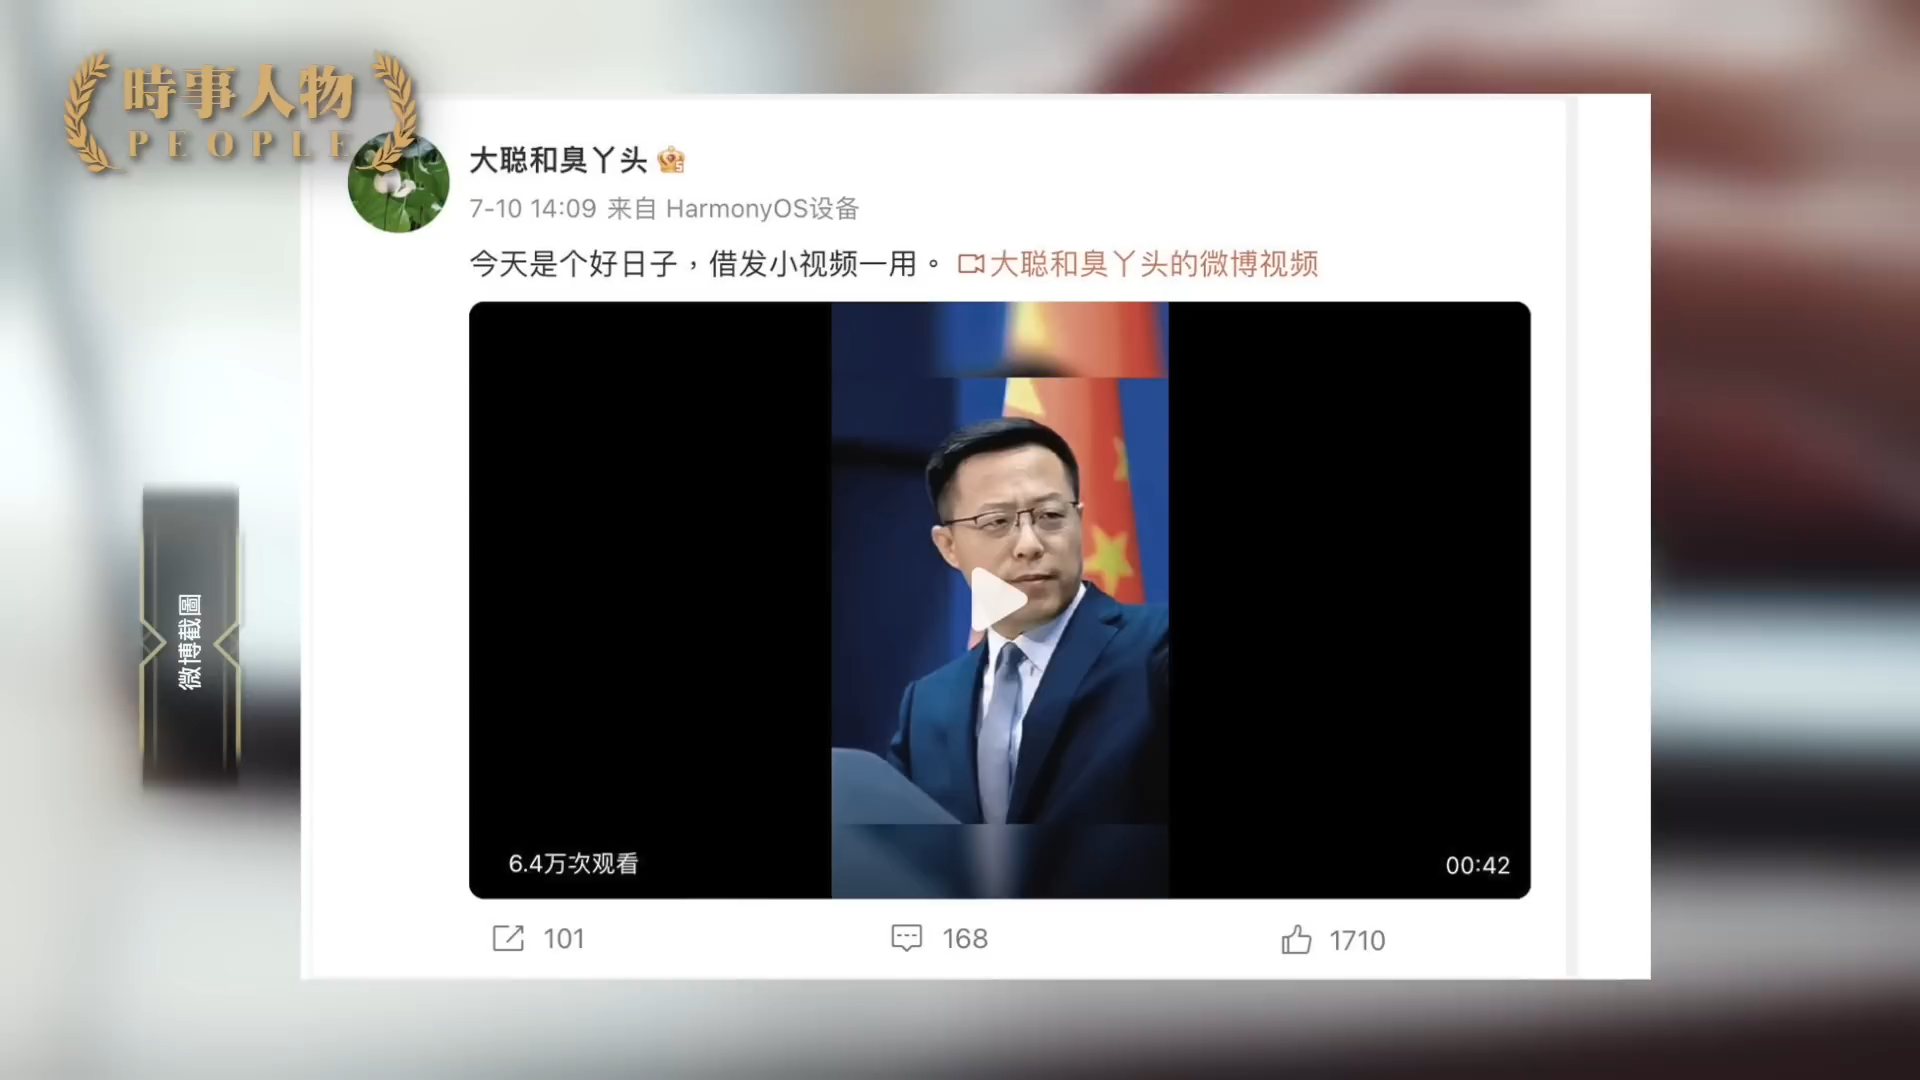 時事人物
PEOPLE
大聪和臭丫头
7-10 14:09 来自 HarmonyOS设备
今天是个好日子，借发小视频一用。 大聪和臭丫头的微博视频
微博截圖
6.4万次观看
00:42
101
168
1710